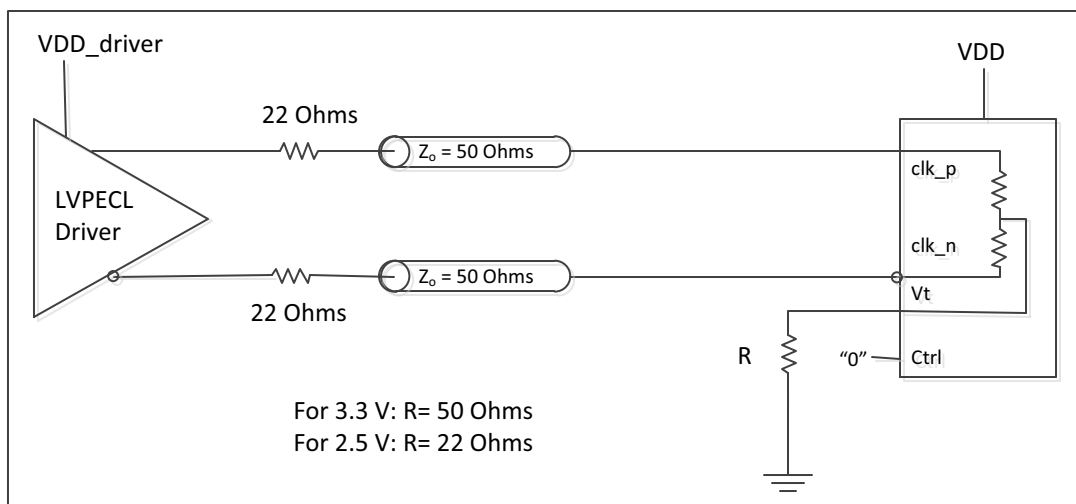 VDD_driver
VDD
22 Ohms
Zₒ = 50 Ohms
clk_p
LVPECL
Driver
clk_n
Zₒ = 50 Ohms
Vt
22 Ohms
R
“0”
Ctrl
For 3.3 V: R= 50 Ohms
For 2.5 V: R= 22 Ohms